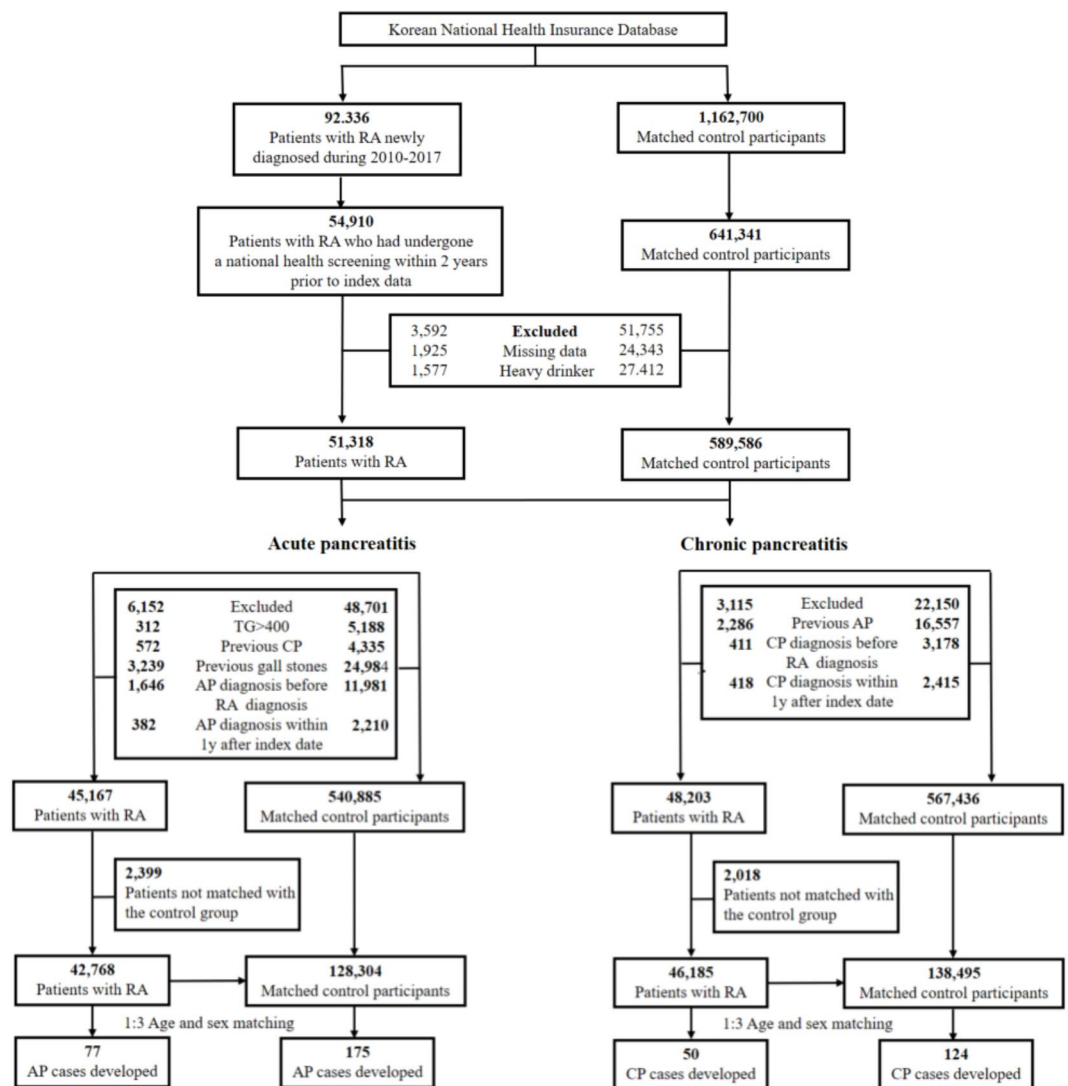 Korean National Health Insurance Database
92.336
Patients with RA newly
diagnosed during 2010-2017
1,162,700
Matched control participants
54,910
Patients with RA who had undergone
a national health screening within 2 years
prior to index data
641,341
Matched control participants
3,592 Excluded 51,755
1,925 Missing data 24,343
1,577 Heavy drinker 27.412
51,318
Patients with RA
589,586
Matched control participants
Acute pancreatitis
6,152 Excluded 48,701
312 TG>400 5,188
572 Previous CP 4,335
3,239 Previous gall stones 24,984
1,646 AP diagnosis before 11,981
RA diagnosis
382 AP diagnosis within 2,210
1y after index date
45,167
Patients with RA
540,885
Matched control participants
2,399
Patients not matched with
the control group
42,768
Patients with RA
128,304
Matched control participants
1:3 Age and sex matching
77
AP cases developed
175
AP cases developed
Chronic pancreatitis
3,115 Excluded 22,150
2,286 Previous AP 16,557
411 CP diagnosis before 3,178
RA diagnosis
418 CP diagnosis within 2,415
1y after index date
48,203
Patients with RA
567,436
Matched control participants
2,018
Patients not matched with
the control group
46,185
Patients with RA
138,495
Matched control participants
1:3 Age and sex matching
50
CP cases developed
124
CP cases developed